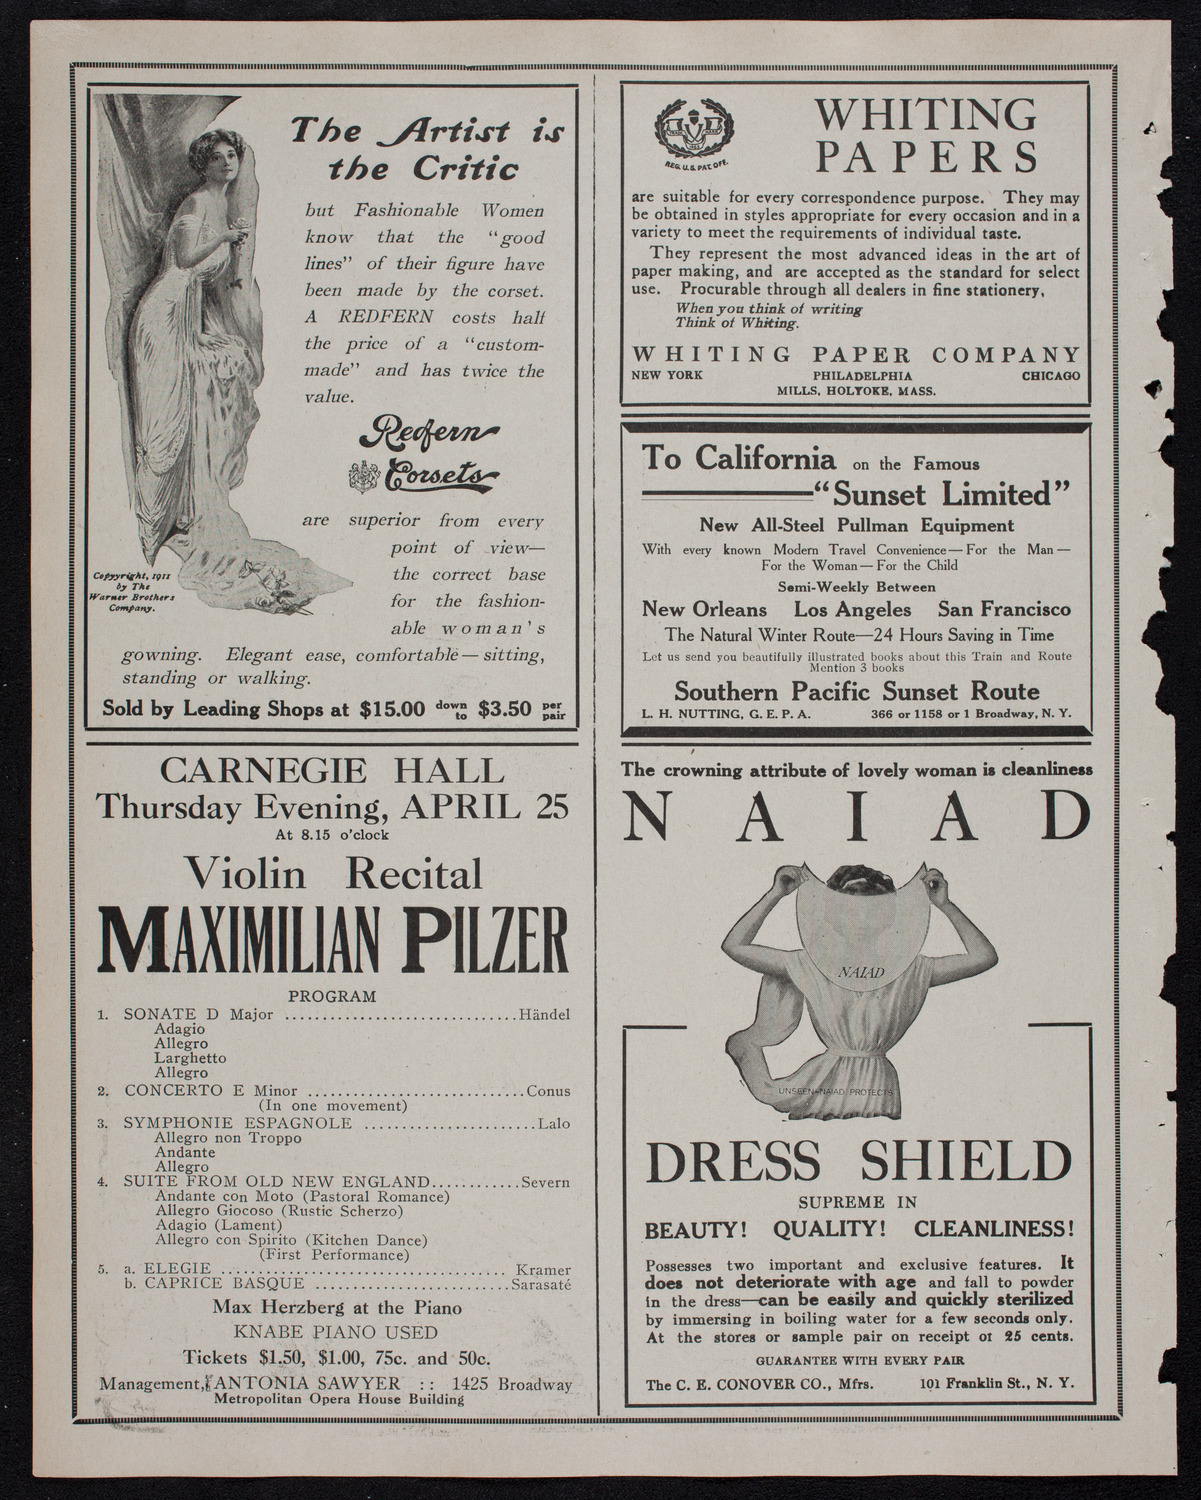 The Artist is
the Critic
but Fashionable Women
know that the "good
lines" of their figure have
been made by the corset.
A REDFERN costs half
the price of a "custom-
made" and has twice the
value.
Redfern
Corsets
are superior from every
point of view—
the correct base
for the fashion-
able woman's
gowning. Elegant ease, comfortable—sitting,
standing or walking.
Copyright, 1911
by The
Warner Brothers
Company.
Sold by Leading Shops at $15.00 down to $3.50 per pair
CARNEGIE HALL
Thursday Evening, APRIL 25
At 8.15 o'clock
Violin Recital
MAXIMILIAN PILZER
PROGRAM
1. SONATE D Major ..............................Händel
Adagio
Allegro
Larghetto
Allegro
2. CONCERTO E Minor ............................Conus
(In one movement)
3. SYMPHONIE ESPAGNOLE ......................Lalo
Allegro non Troppo
Andante
Allegro
4. SUITE FROM OLD NEW ENGLAND............Severn
Andante con Moto (Pastoral Romance)
Allegro Giocoso (Rustic Scherzo)
Adagio (Lament)
Allegro con Spirito (Kitchen Dance)
(First Performance)
5. a. ELEGIE ..................................... Kramer
b. CAPRICE BASQUE .........................Sarasaté
Max Herzberg at the Piano
KNABE PIANO USED
Tickets $1.50, $1.00, 75c. and 50c.
Management, ANTONIA SAWYER :: 1425 Broadway
Metropolitan Opera House Building
REG. U.S. PAT. OFF.
WHITING
PAPERS
are suitable for every correspondence purpose. They may
be obtained in styles appropriate for every occasion and in a
variety to meet the requirements of individual taste.
They represent the most advanced ideas in the art of
paper making, and are accepted as the standard for select
use. Procurable through all dealers in fine stationery,
When you think of writing
Think of Whiting.
WHITING PAPER COMPANY
NEW YORK PHILADELPHIA CHICAGO
MILLS, HOLYOKE, MASS.
To California on the Famous
"Sunset Limited"
New All-Steel Pullman Equipment
With every known Modern Travel Convenience—For the Man—
For the Woman—For the Child
Semi-Weekly Between
New Orleans Los Angeles San Francisco
The Natural Winter Route—24 Hours Saving in Time
Let us send you beautifully illustrated books about this Train and Route
Mention 3 books
Southern Pacific Sunset Route
L. H. NUTTING, G. E. P. A. 366 or 1158 or 1 Broadway, N. Y.
The crowning attribute of lovely woman is cleanliness
NAIAD
NAIAD
UNSEEN-NAIAD PROTECTS
DRESS SHIELD
SUPREME IN
BEAUTY! QUALITY! CLEANLINESS!
Possesses two important and exclusive features. It
does not deteriorate with age and fall to powder
in the dress—can be easily and quickly sterilized
by immersing in boiling water for a few seconds only.
At the stores or sample pair on receipt of 25 cents.
GUARANTEE WITH EVERY PAIR
The C. E. CONOVER CO., Mfrs. 101 Franklin St., N. Y.